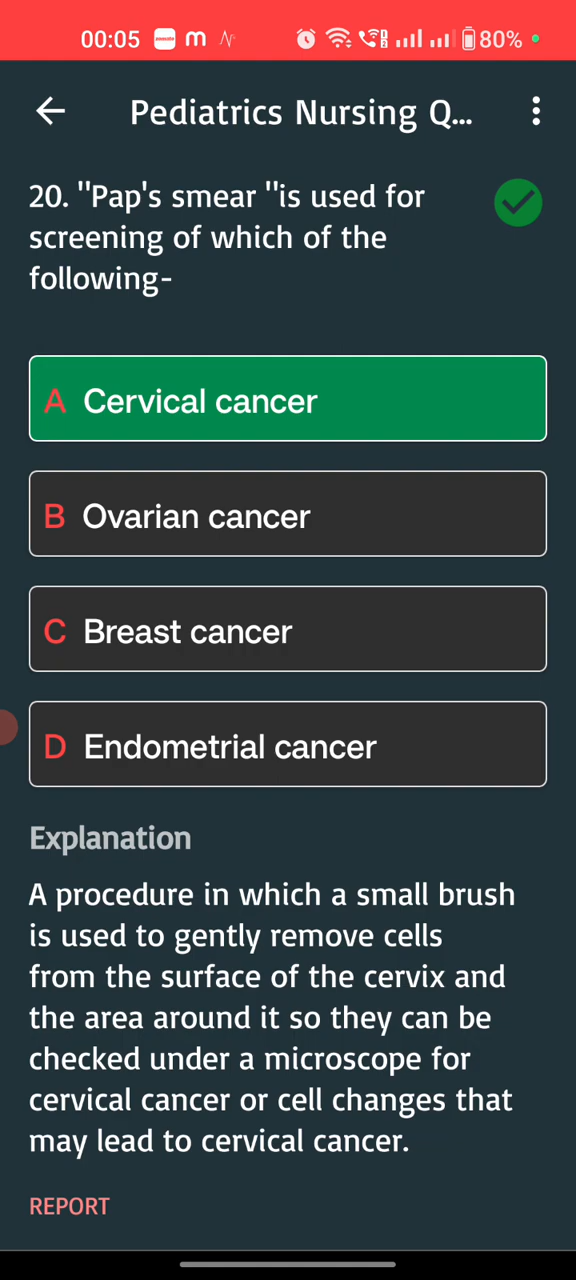 00:05 m 80%
Pediatrics Nursing Q...
20. "Pap's smear "is used for
screening of which of the
following-
A Cervical cancer
B Ovarian cancer
C Breast cancer
D Endometrial cancer
Explanation
A procedure in which a small brush
is used to gently remove cells
from the surface of the cervix and
the area around it so they can be
checked under a microscope for
cervical cancer or cell changes that
may lead to cervical cancer.
REPORT